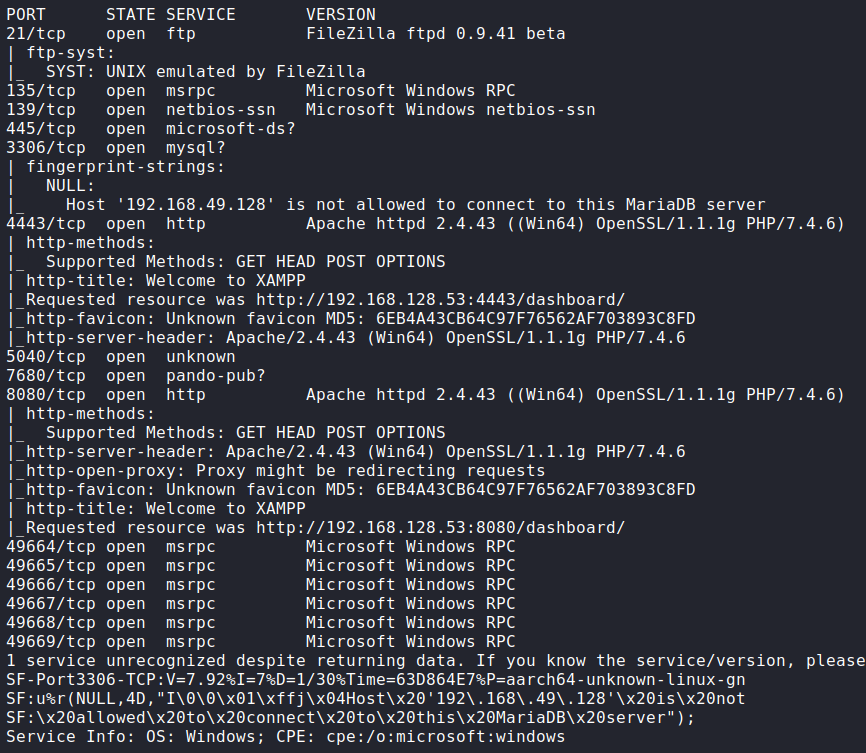 PORT      STATE SERVICE       VERSION
21/tcp    open  ftp           FileZilla ftpd 0.9.41 beta
| ftp-syst:
|_  SYST: UNIX emulated by FileZilla
135/tcp   open  msrpc         Microsoft Windows RPC
139/tcp   open  netbios-ssn   Microsoft Windows netbios-ssn
445/tcp   open  microsoft-ds?
3306/tcp  open  mysql?
| fingerprint-strings:
|   NULL:
|_    Host '192.168.49.128' is not allowed to connect to this MariaDB server
4443/tcp  open  http          Apache httpd 2.4.43 ((Win64) OpenSSL/1.1.1g PHP/7.4.6)
| http-methods:
|_  Supported Methods: GET HEAD POST OPTIONS
| http-title: Welcome to XAMPP
|_Requested resource was http://192.168.128.53:4443/dashboard/
|_http-favicon: Unknown favicon MD5: 6EB4A43CB64C97F76562AF703893C8FD
|_http-server-header: Apache/2.4.43 (Win64) OpenSSL/1.1.1g PHP/7.4.6
5040/tcp  open  unknown
7680/tcp  open  pando-pub?
8080/tcp  open  http          Apache httpd 2.4.43 ((Win64) OpenSSL/1.1.1g PHP/7.4.6)
| http-methods:
|_  Supported Methods: GET HEAD POST OPTIONS
|_http-server-header: Apache/2.4.43 (Win64) OpenSSL/1.1.1g PHP/7.4.6
|_http-open-proxy: Proxy might be redirecting requests
|_http-favicon: Unknown favicon MD5: 6EB4A43CB64C97F76562AF703893C8FD
| http-title: Welcome to XAMPP
|_Requested resource was http://192.168.128.53:8080/dashboard/
49664/tcp open  msrpc         Microsoft Windows RPC
49665/tcp open  msrpc         Microsoft Windows RPC
49666/tcp open  msrpc         Microsoft Windows RPC
49667/tcp open  msrpc         Microsoft Windows RPC
49668/tcp open  msrpc         Microsoft Windows RPC
49669/tcp open  msrpc         Microsoft Windows RPC
1 service unrecognized despite returning data. If you know the service/version, please
SF-Port3306-TCP:V=7.92%I=7%D=1/30%Time=63D864E7%P=aarch64-unknown-linux-gn
SF:u%r(NULL,4D,"I\0\0\x01\xffj\x04Host\x20'192\.168\.49\.128'\x20is\x20not
SF:\x20allowed\x20to\x20connect\x20to\x20this\x20MariaDB\x20server");
Service Info: OS: Windows; CPE: cpe:/o:microsoft:windows